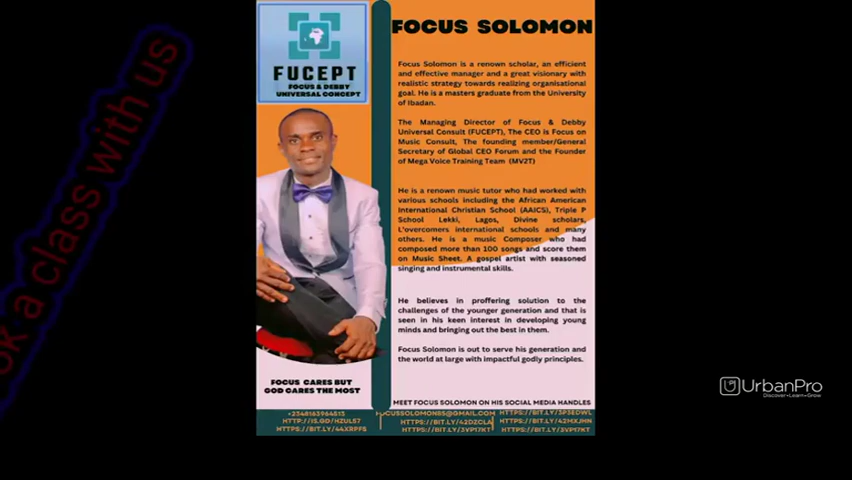 ok a class with us
FUCEPT
FOCUS & DEBBY
UNIVERSAL CONCEPT
FOCUS SOLOMON
Focus Solomon is a renown scholar, an efficient
and effective manager and a great visionary with
realistic strategy towards realizing organisational
goal. He is a masters graduate from the University
of Ibadan.
The Managing Director of Focus & Debby
Universal Consult (FUCEPT), The CEO is Focus on
Music Consult, The founding member/General
Secretary of Global CEO Forum and the Founder
of Mega Voice Training Team (MV2T)
He is a renown music tutor who had worked with
various schools including the African American
International Christian School (AAICS), Triple P
School Lekki, Lagos, Divine scholars,
L'overcomers international schools and many
others. He is a music Composer who had
composed more than 100 songs and score them
on Music Sheet. A gospel artist with seasoned
singing and instrumental skills.
He believes in proffering solution to the
challenges of the younger generation and that is
seen in his keen interest in developing young
minds and bringing out the best in them.
Focus Solomon is out to serve his generation and
the world at large with impactful godly principles.
FOCUS CARES BUT
GOD CARES THE MOST
MEET FOCUS SOLOMON ON HIS SOCIAL MEDIA HANDLES
UrbanPro
Discover•Learn•Grow